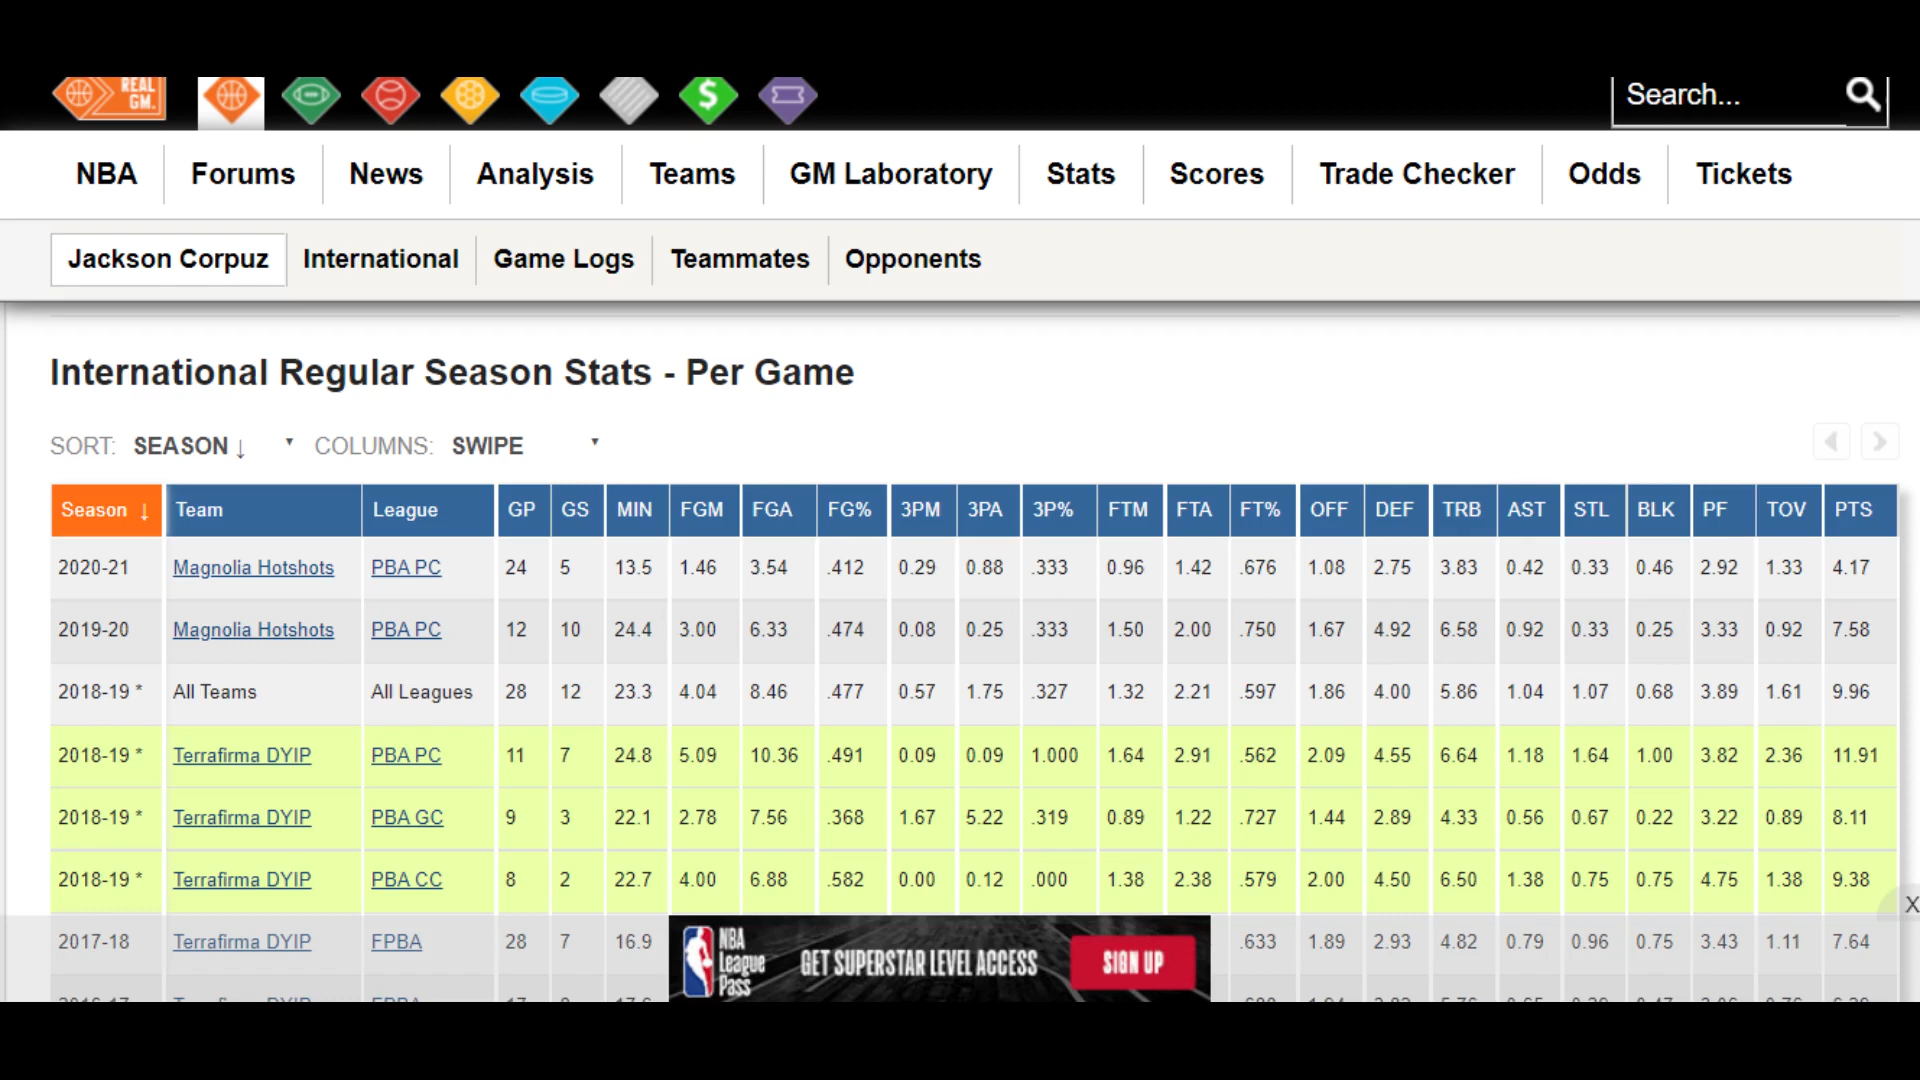 REAL GM.
$
Search...
NBA Forums News Analysis Teams GM Laboratory Stats Scores Trade Checker Odds Tickets
Jackson Corpuz International Game Logs Teammates Opponents
International Regular Season Stats - Per Game
SORT: SEASON ↓ ▼ COLUMNS: SWIPE ▼
Season ↓ Team League GP GS MIN FGM FGA FG% 3PM 3PA 3P% FTM FTA FT% OFF DEF TRB AST STL BLK PF TOV PTS
2020-21 Magnolia Hotshots PBA PC 24 5 13.5 1.46 3.54 .412 0.29 0.88 .333 0.96 1.42 .676 1.08 2.75 3.83 0.42 0.33 0.46 2.92 1.33 4.17
2019-20 Magnolia Hotshots PBA PC 12 10 24.4 3.00 6.33 .474 0.08 0.25 .333 1.50 2.00 .750 1.67 4.92 6.58 0.92 0.33 0.25 3.33 0.92 7.58
2018-19 * All Teams All Leagues 28 12 23.3 4.04 8.46 .477 0.57 1.75 .327 1.32 2.21 .597 1.86 4.00 5.86 1.04 1.07 0.68 3.89 1.61 9.96
2018-19 * Terrafirma DYIP PBA PC 11 7 24.8 5.09 10.36 .491 0.09 0.09 1.000 1.64 2.91 .562 2.09 4.55 6.64 1.18 1.64 1.00 3.82 2.36 11.91
2018-19 * Terrafirma DYIP PBA GC 9 3 22.1 2.78 7.56 .368 1.67 5.22 .319 0.89 1.22 .727 1.44 2.89 4.33 0.56 0.67 0.22 3.22 0.89 8.11
2018-19 * Terrafirma DYIP PBA CC 8 2 22.7 4.00 6.88 .582 0.00 0.12 .000 1.38 2.38 .579 2.00 4.50 6.50 1.38 0.75 0.75 4.75 1.38 9.38
X
2017-18 Terrafirma DYIP FPBA 28 7 16.9 .633 1.89 2.93 4.82 0.79 0.96 0.75 3.43 1.11 7.64
NBA League Pass GET SUPERSTAR LEVEL ACCESS SIGN UP